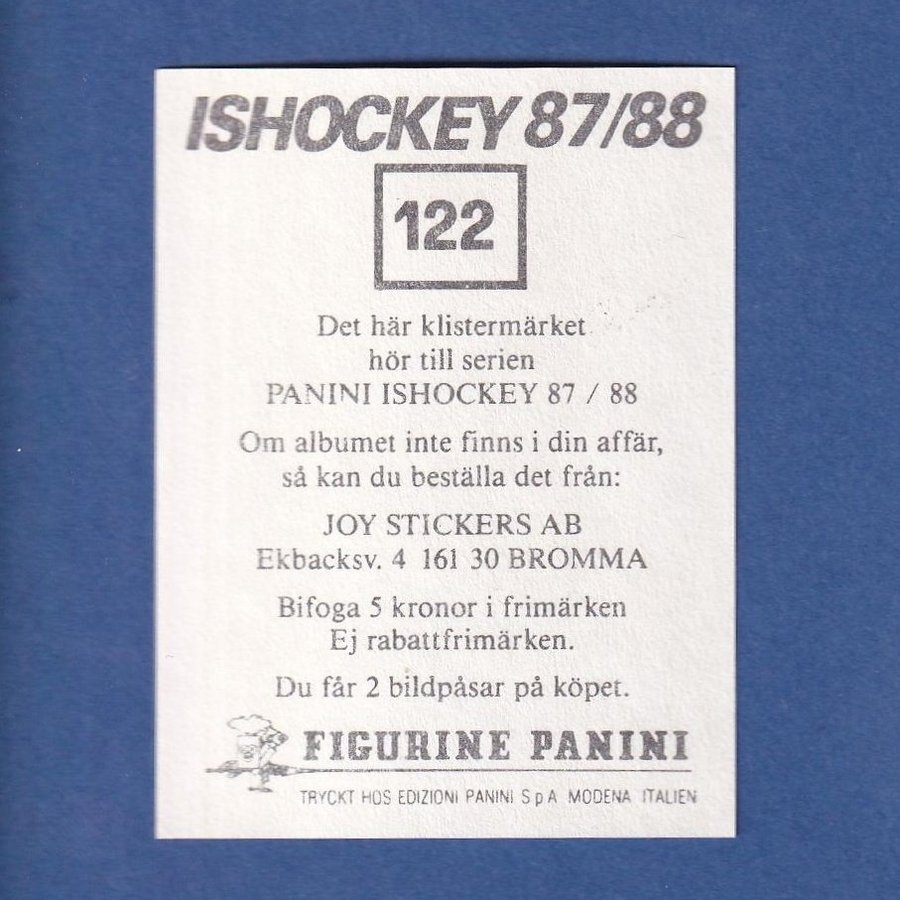 ISHOCKEY 87/88
122
Det här klistermärket
hör till serien
PANINI ISHOCKEY 87 / 88
Om albumet inte finns i din affär,
så kan du beställa det från:
JOY STICKERS AB
Ekbacksv. 4 161 30 BROMMA
Bifoga 5 kronor i frimärken
Ej rabattfrimärken.
Du får 2 bildpåsar på köpet.
FIGURINE PANINI
TRYCKT HOS EDIZIONI PANINI S p A MODENA ITALIEN